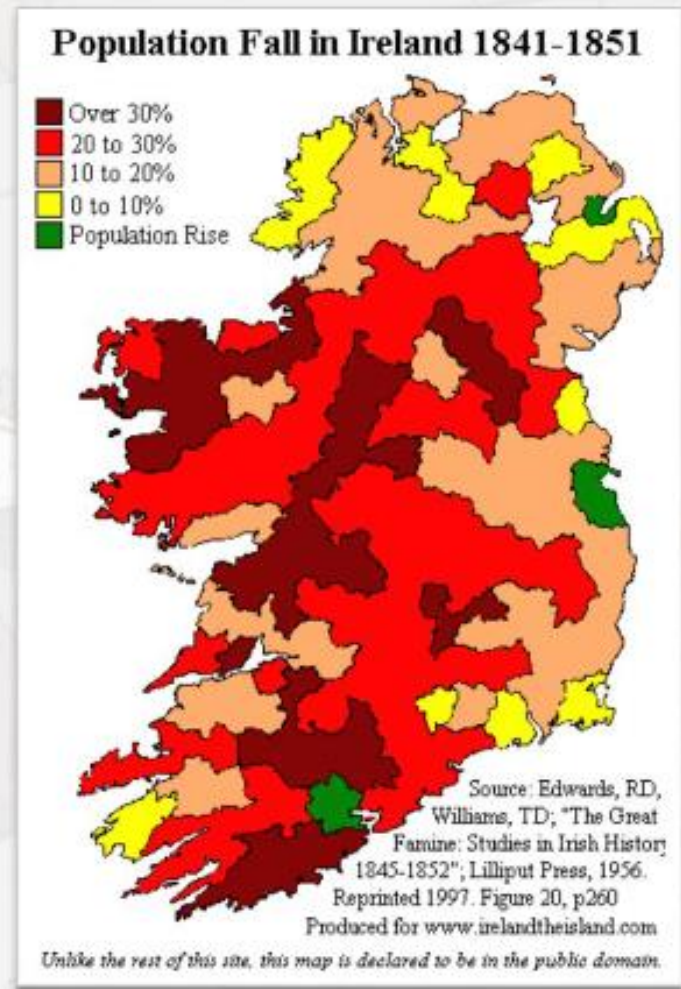 Population Fall in Ireland 1841-1851
Over 30%
20 to 30%
10 to 20%
0 to 10%
Population Rise
Source: Edwards, RD,
Williams, TD; "The Great
Famine: Studies in Irish History
1845-1852"; Lilliput Press, 1956.
Reprinted 1997. Figure 20, p260
Produced for www.irelandtheisland.com
Unlike the rest of this site, this map is declared to be in the public domain.